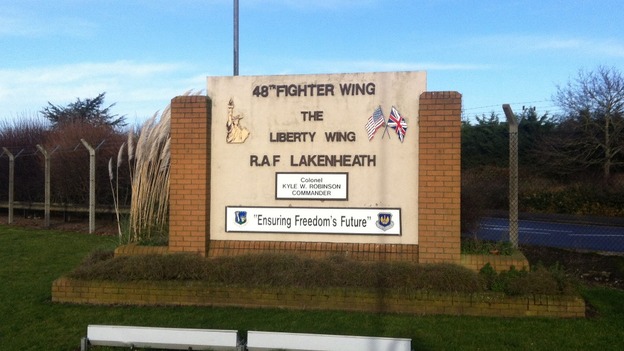 48TH FIGHTER WING
THE
LIBERTY WING
R.A.F LAKENHEATH
Colonel
KYLE W. ROBINSON
COMMANDER
"Ensuring Freedom's Future"